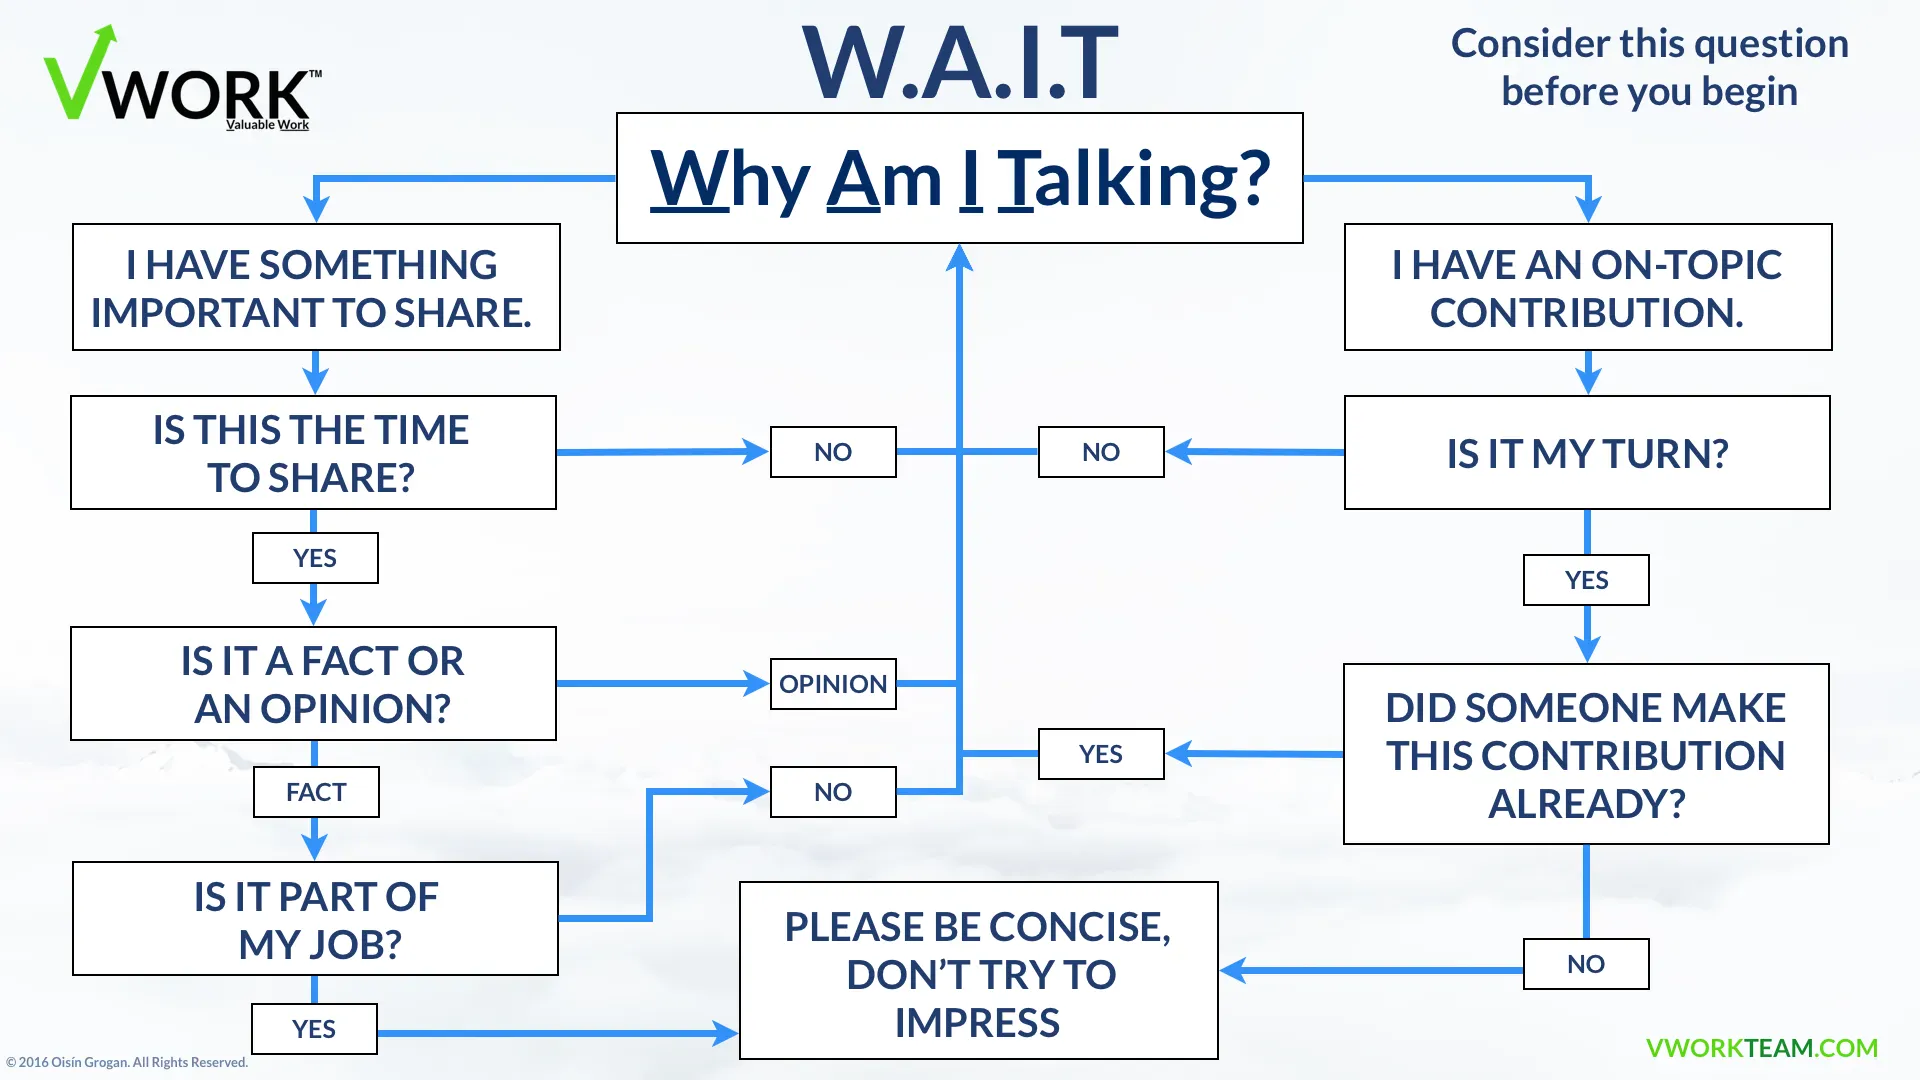 VWORK™
Valuable Work
W.A.I.T
Consider this question
before you begin
Why Am I Talking?
I HAVE SOMETHING
IMPORTANT TO SHARE.
I HAVE AN ON-TOPIC
CONTRIBUTION.
IS THIS THE TIME
TO SHARE?
NO
NO
IS IT MY TURN?
YES
YES
IS IT A FACT OR
AN OPINION?
OPINION
DID SOMEONE MAKE
THIS CONTRIBUTION
ALREADY?
YES
FACT
NO
IS IT PART OF
MY JOB?
PLEASE BE CONCISE,
DON'T TRY TO
IMPRESS
NO
YES
© 2016 Oisín Grogan. All Rights Reserved.
VWORKTEAM.COM